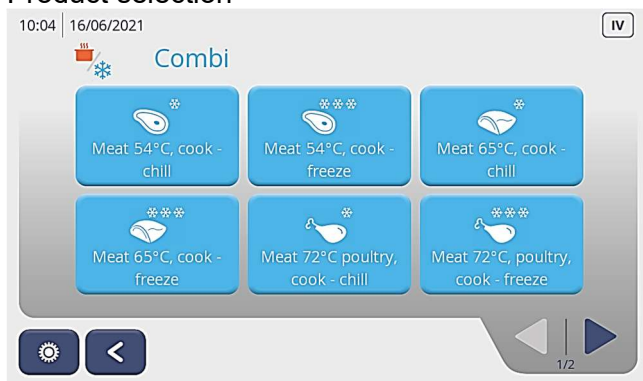 Product selection
10:04 16/06/2021 IV
Combi
Meat 54°C, cook -
chill
Meat 54°C, cook -
freeze
Meat 65°C, cook -
chill
Meat 65°C, cook -
freeze
Meat 72°C poultry,
cook - chill
Meat 72°C, poultry,
cook - freeze
1/2